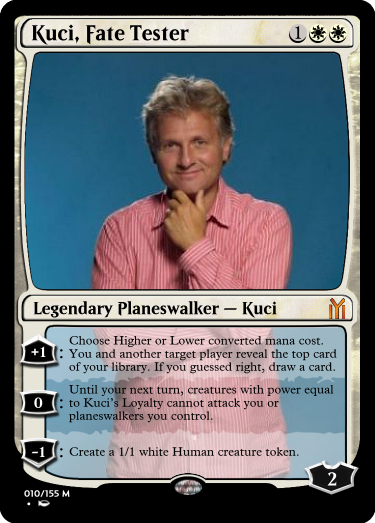 Kuci, Fate Tester 1
Legendary Planeswalker — Kuci
+1: Choose Higher or Lower converted mana cost.
You and another target player reveal the top card
of your library. If you guessed right, draw a card.
Until your next turn, creatures with power equal
0: to Kuci's Loyalty cannot attack you or
planeswalkers you control.
-1: Create a 1/1 white Human creature token.
2
010/155 M